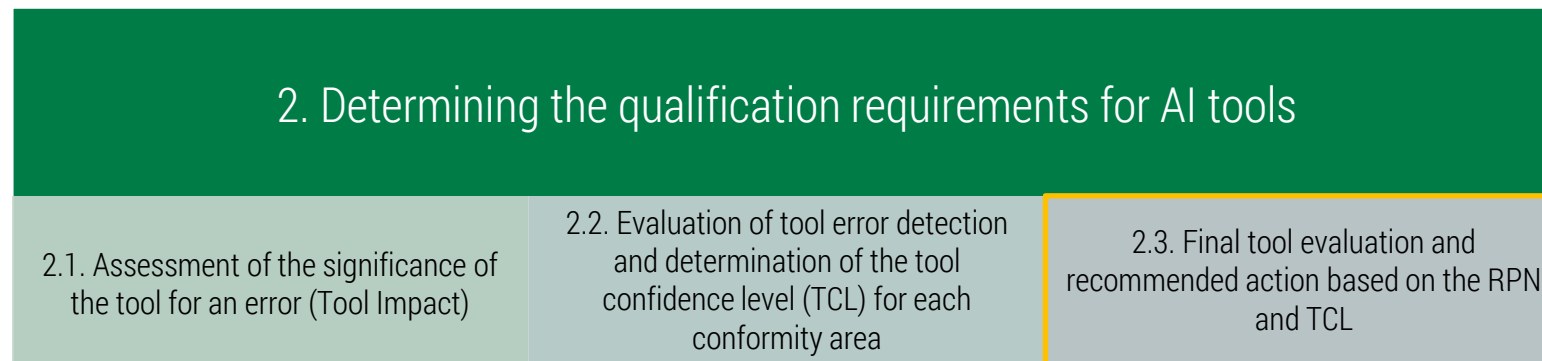 2. Determining the qualification requirements for AI tools
2.1. Assessment of the significance of
the tool for an error (Tool Impact)
2.2. Evaluation of tool error detection
and determination of the tool
confidence level (TCL) for each
conformity area
2.3. Final tool evaluation and
recommended action based on the RPN
and TCL